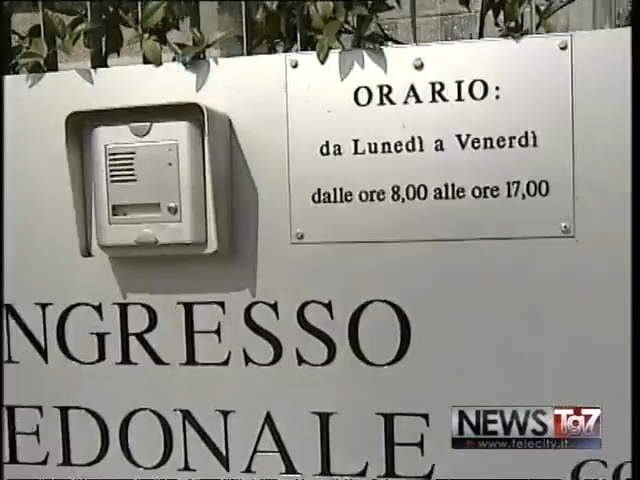 ORARIO:
da Lunedì a Venerdì
dalle ore 8,00 alle ore 17,00
NGRESSO
EDONALE
NEWS Tg7
www.telecity.it